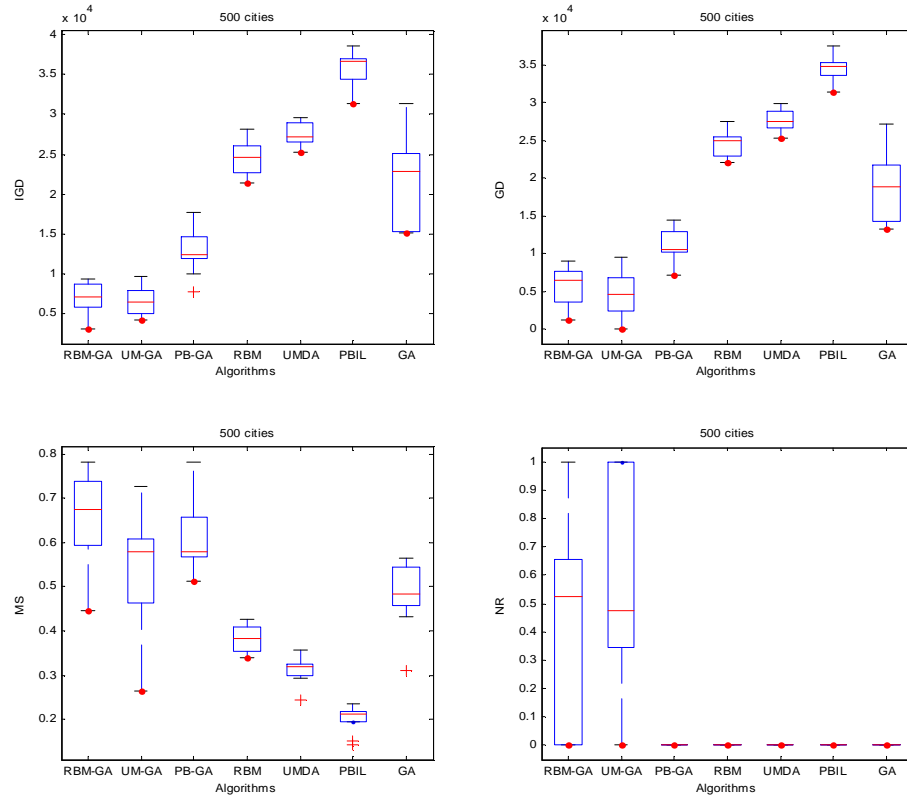 x 10^4
500 cities
4
3.5
3
2.5
2
1.5
1
0.5
IGD
RBM-GA UM-GA PB-GA RBM UMDA PBIL GA
Algorithms
x 10^4
500 cities
3.5
3
2.5
2
1.5
1
0.5
0
GD
RBM-GA UM-GA PB-GA RBM UMDA PBIL GA
Algorithms
500 cities
0.8
0.7
0.6
0.5
0.4
0.3
0.2
MS
RBM-GA UM-GA PB-GA RBM UMDA PBIL GA
Algorithms
500 cities
1
0.9
0.8
0.7
0.6
0.5
0.4
0.3
0.2
0.1
0
NR
RBM-GA UM-GA PB-GA RBM UMDA PBIL GA
Algorithms